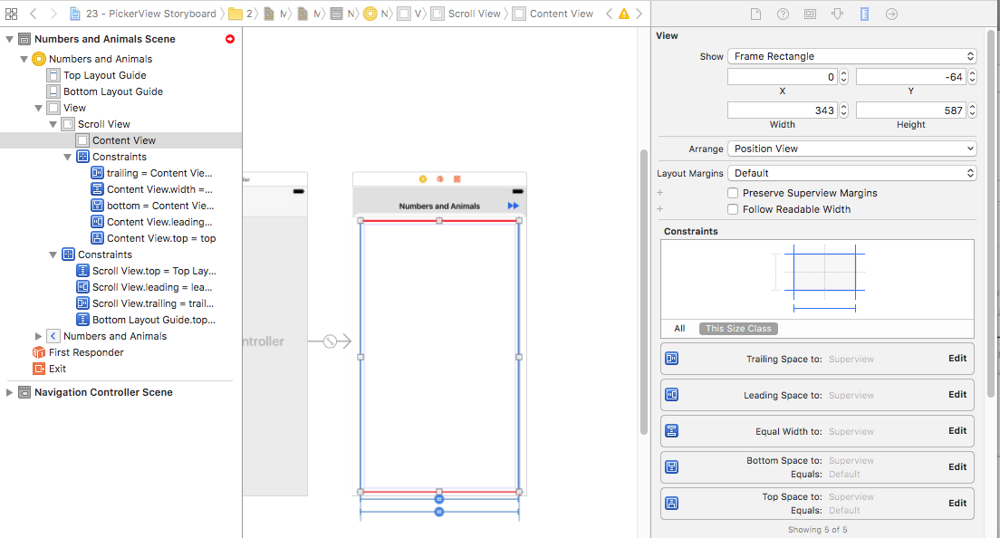 23 - PickerView Storyboard
2
M
M
N
N
V
Scroll View
Content View
Numbers and Animals Scene
Numbers and Animals
Top Layout Guide
Bottom Layout Guide
View
Scroll View
Content View
Constraints
trailing = Content Vie...
Content View.width =...
bottom = Content Vie...
Content View.leading...
Content View.top = top
Constraints
Scroll View.top = Top Lay...
Scroll View.leading = lea...
Scroll View.trailing = trail...
Bottom Layout Guide.top...
Numbers and Animals
First Responder
Exit
Navigation Controller Scene
ler
ntroller
Numbers and Animals
View
Show Frame Rectangle
0 -64
X Y
343 587
Width Height
Arrange Position View
Layout Margins Default
+ Preserve Superview Margins
+ Follow Readable Width
Constraints
All This Size Class
Trailing Space to: Superview Edit
Leading Space to: Superview Edit
Equal Width to: Superview Edit
Bottom Space to: Superview
Equals: Default Edit
Top Space to: Superview
Equals: Default Edit
Showing 5 of 5